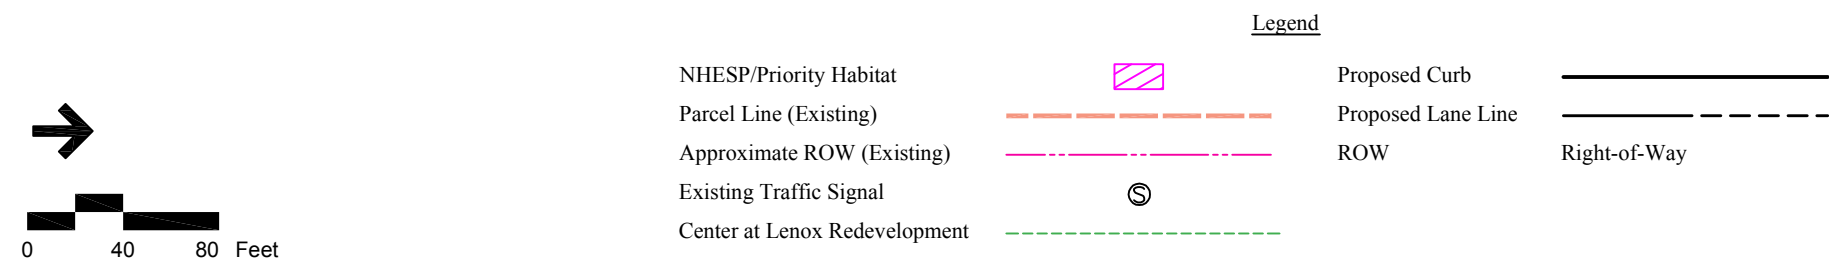 Legend
NHESP/Priority Habitat
Proposed Curb
Parcel Line (Existing)
Proposed Lane Line
Approximate ROW (Existing)
ROW Right-of-Way
Existing Traffic Signal
S
Center at Lenox Redevelopment
0 40 80 Feet